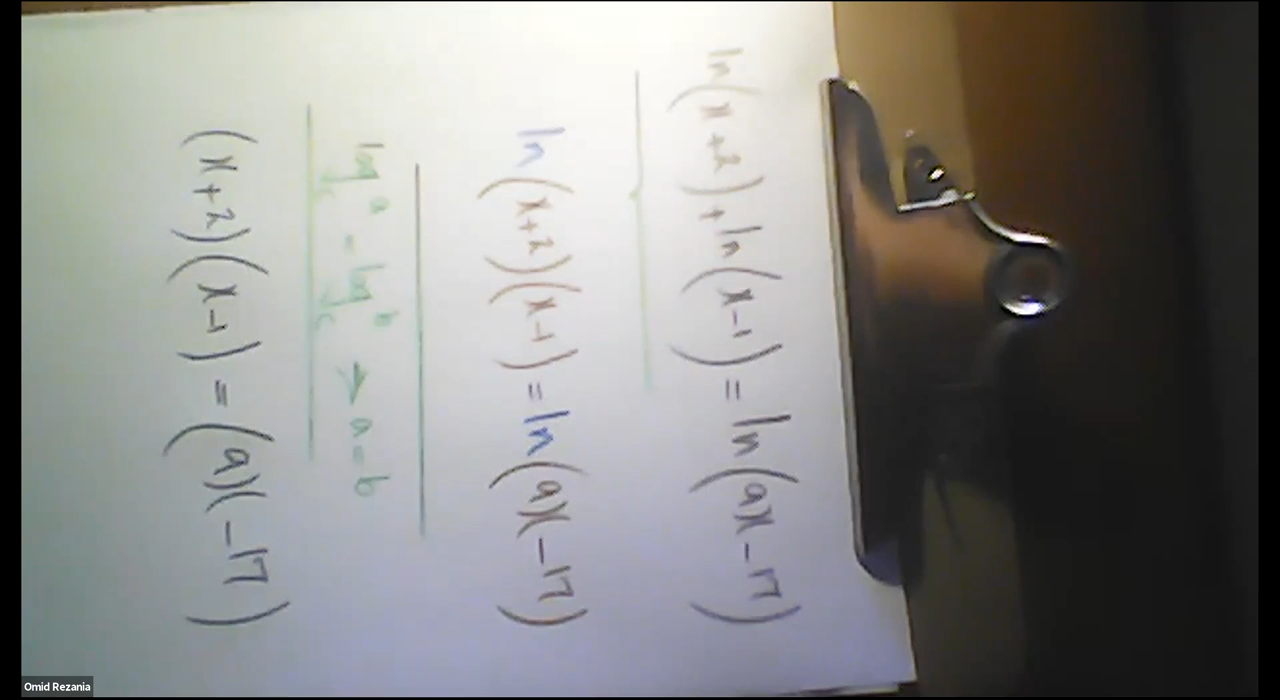 ln(x+2)+ln(x-1)=ln(9x-17)
ln(x+2)(x-1)=ln(9x-17)
log_c a = log_c b → a=b
(x+2)(x-1)=(9x-17)
Omid Rezania